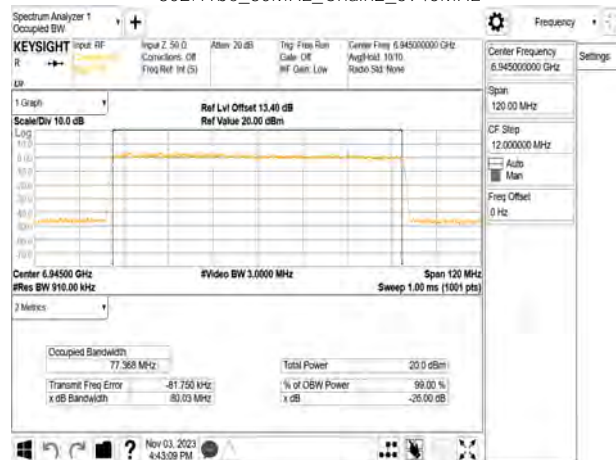 Spectrum Analyzer 1
Occupied BW
Frequency
Settings
KEYSIGHT
R
Input: RF
Input Z: 50 Ω
Corrections: Off
Freq Ref: Int (S)
Atten: 20 dB
Trig: Free Run
Gate: Off
#IF Gain: Low
Center Freq: 6.945000000 GHz
Avg|Hold: 10/10
Radio Std: None
Center Frequency
6.945000000 GHz
Span
120.00 MHz
CF Step
12.000000 MHz
Auto
Man
Freq Offset
0 Hz
1 Graph
Scale/Div 10.0 dB
Ref Lvl Offset 13.40 dB
Ref Value 20.00 dBm
Log
Center 6.94500 GHz
#Res BW 910.00 kHz
#Video BW 3.0000 MHz
Span 120 MHz
Sweep 1.00 ms (1001 pts)
2 Metrics
Occupied Bandwidth
77.368 MHz
Total Power
20.0 dBm
Transmit Freq Error
-81.750 kHz
% of OBW Power
99.00 %
x dB Bandwidth
80.03 MHz
x dB
-26.00 dB
Nov 03, 2023
4:43:09 PM